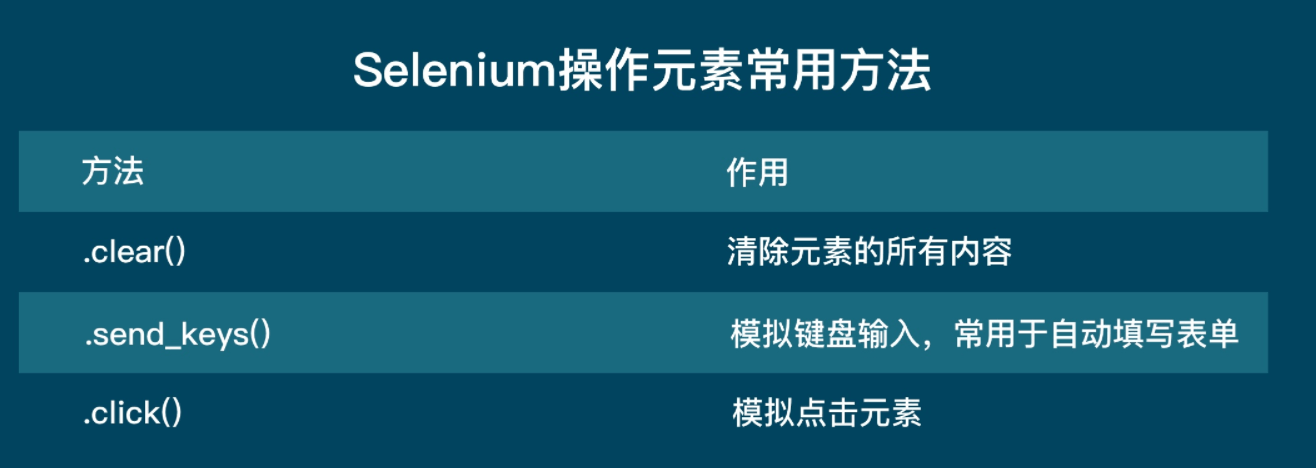 Selenium操作元素常用方法
方法 作用
.clear() 清除元素的所有内容
.send_keys() 模拟键盘输入，常用于自动填写表单
.click() 模拟点击元素